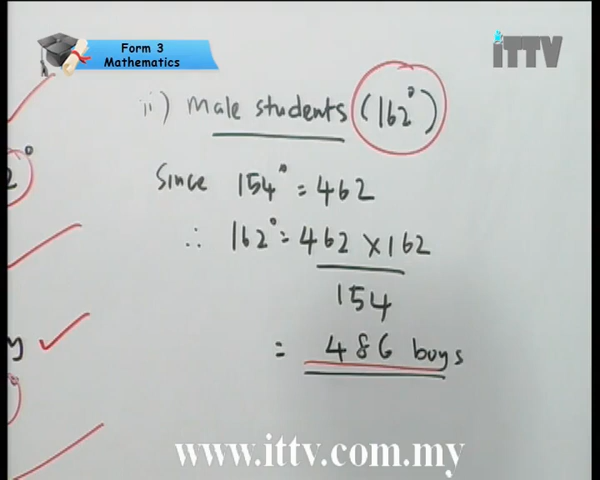 Form 3
Mathematics
iTTV
ii) Male students (162°)
Since 154° = 462
∴ 162° = 462 × 162
154
= 486 boys
www.ittv.com.my